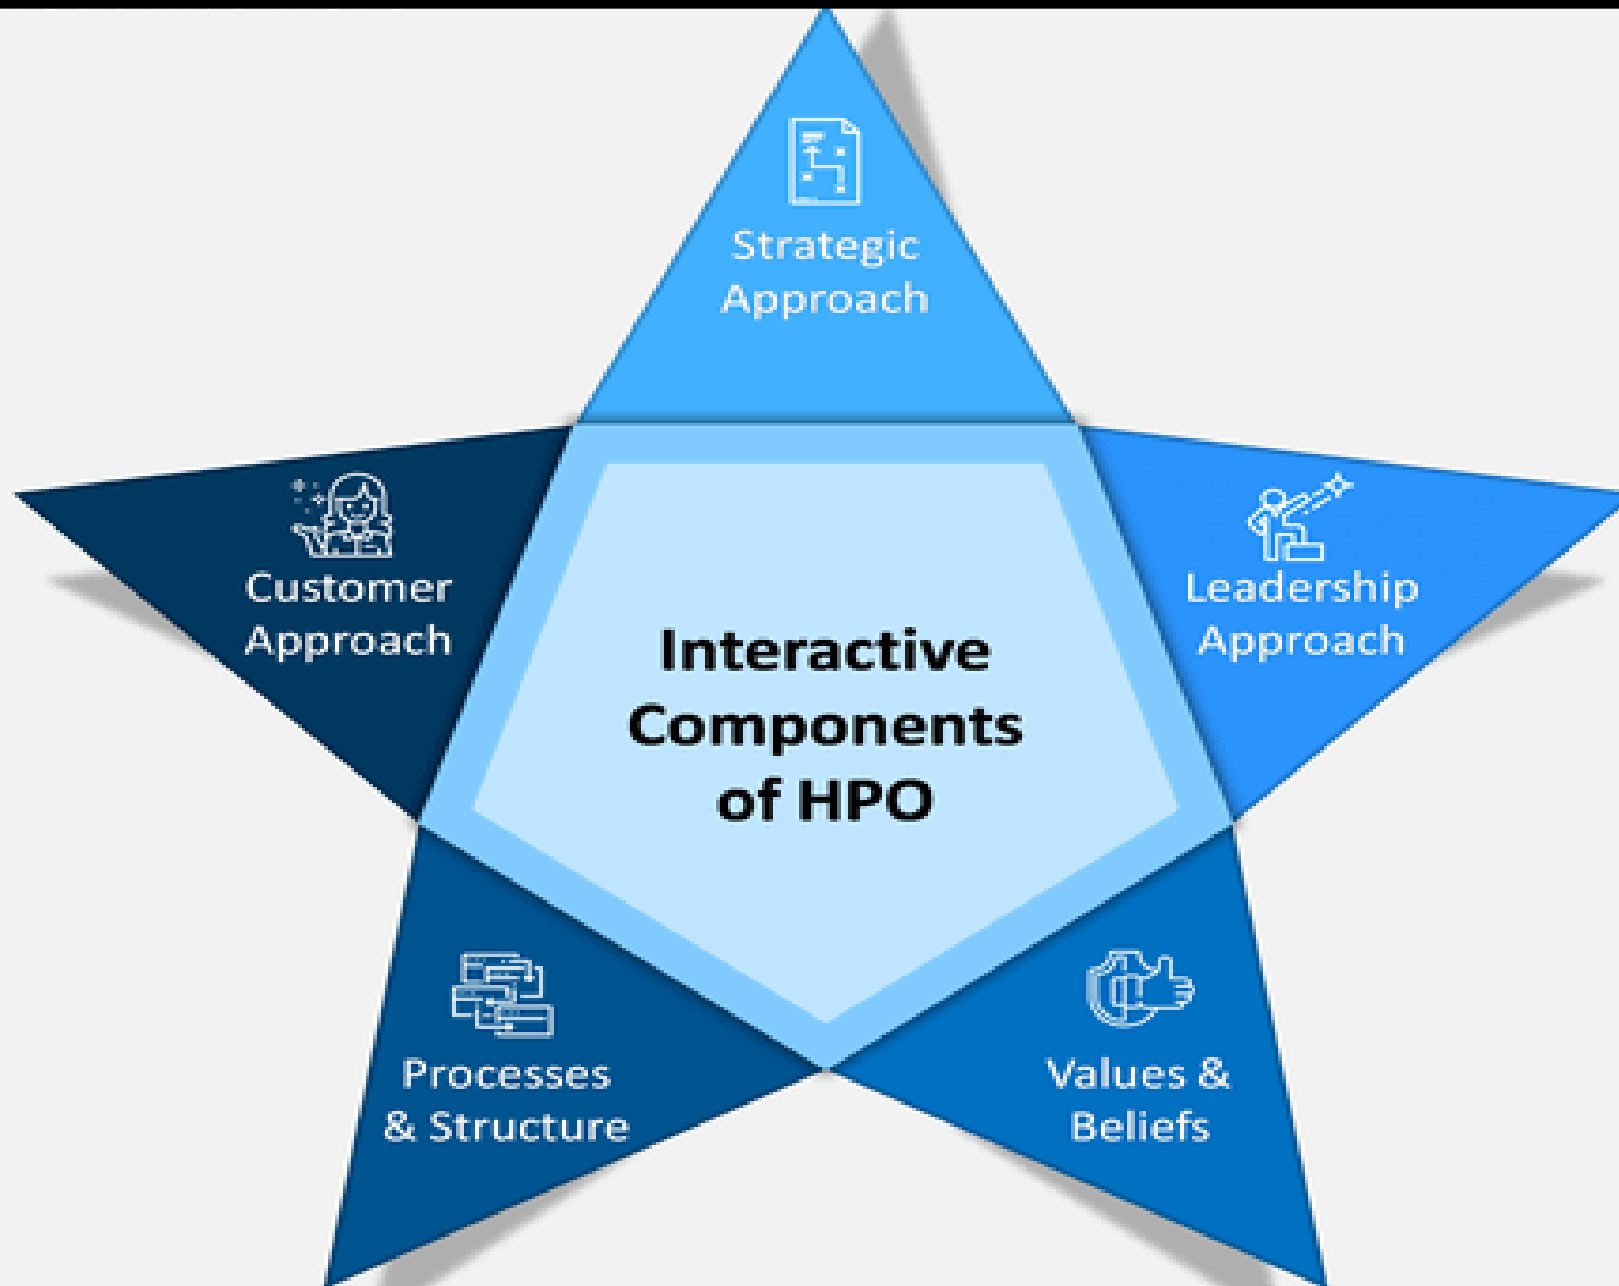 Strategic
Approach
Customer
Approach
Leadership
Approach
Interactive
Components
of HPO
Processes
& Structure
Values &
Beliefs